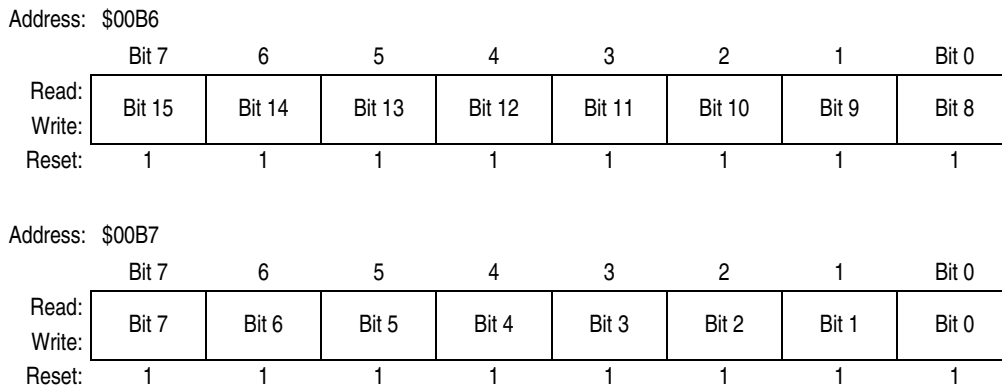 Address: $00B6
Bit 7 6 5 4 3 2 1 Bit 0
Read:
Bit 15 Bit 14 Bit 13 Bit 12 Bit 11 Bit 10 Bit 9 Bit 8
Write:
Reset: 1 1 1 1 1 1 1 1
Address: $00B7
Bit 7 6 5 4 3 2 1 Bit 0
Read:
Bit 7 Bit 6 Bit 5 Bit 4 Bit 3 Bit 2 Bit 1 Bit 0
Write:
Reset: 1 1 1 1 1 1 1 1